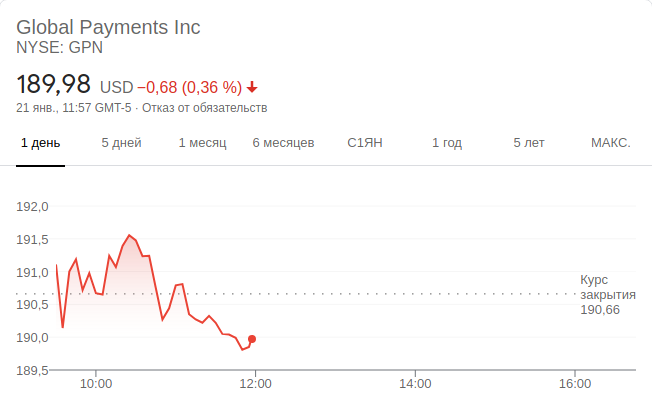 Global Payments Inc
NYSE: GPN
189,98 USD −0,68 (0,36 %)
21 янв., 11:57 GMT-5 · Отказ от обязательств
1 день 5 дней 1 месяц 6 месяцев С1ЯН 1 год 5 лет МАКС.
192,0
191,5
191,0
190,5
190,0
189,5
Курс
закрытия
190,66
10:00 12:00 14:00 16:00